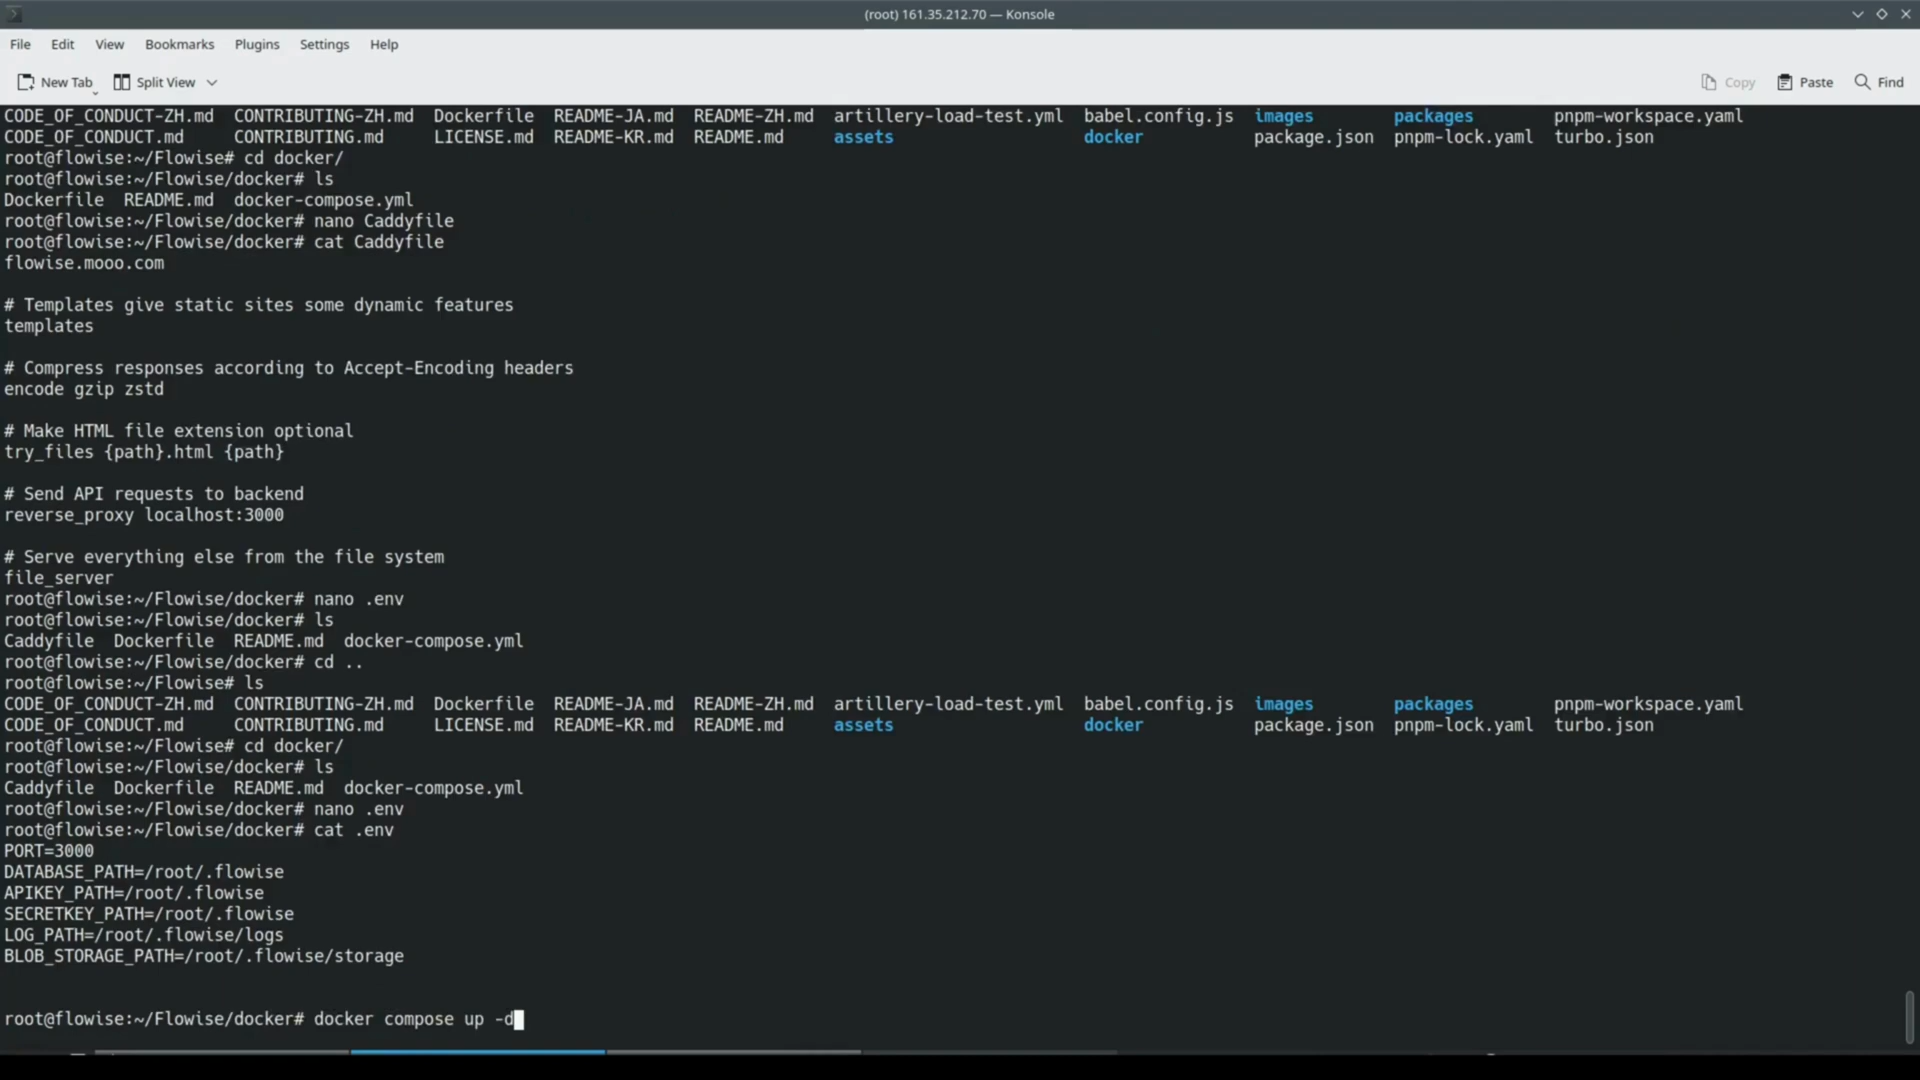 (root) 161.35.212.70 — Konsole
File Edit View Bookmarks Plugins Settings Help
New Tab Split View Copy Paste Find
CODE_OF_CONDUCT-ZH.md CONTRIBUTING-ZH.md Dockerfile README-JA.md README-ZH.md artillery-load-test.yml babel.config.js images packages pnpm-workspace.yaml
CODE_OF_CONDUCT.md CONTRIBUTING.md LICENSE.md README-KR.md README.md assets docker package.json pnpm-lock.yaml turbo.json
root@flowise:~/Flowise# cd docker/
root@flowise:~/Flowise/docker# ls
Dockerfile README.md docker-compose.yml
root@flowise:~/Flowise/docker# nano Caddyfile
root@flowise:~/Flowise/docker# cat Caddyfile
flowise.mooo.com
# Templates give static sites some dynamic features
templates
# Compress responses according to Accept-Encoding headers
encode gzip zstd
# Make HTML file extension optional
try_files {path}.html {path}
# Send API requests to backend
reverse_proxy localhost:3000
# Serve everything else from the file system
file_server
root@flowise:~/Flowise/docker# nano .env
root@flowise:~/Flowise/docker# ls
Caddyfile Dockerfile README.md docker-compose.yml
root@flowise:~/Flowise/docker# cd ..
root@flowise:~/Flowise# ls
CODE_OF_CONDUCT-ZH.md CONTRIBUTING-ZH.md Dockerfile README-JA.md README-ZH.md artillery-load-test.yml babel.config.js images packages pnpm-workspace.yaml
CODE_OF_CONDUCT.md CONTRIBUTING.md LICENSE.md README-KR.md README.md assets docker package.json pnpm-lock.yaml turbo.json
root@flowise:~/Flowise# cd docker/
root@flowise:~/Flowise/docker# ls
Caddyfile Dockerfile README.md docker-compose.yml
root@flowise:~/Flowise/docker# nano .env
root@flowise:~/Flowise/docker# cat .env
PORT=3000
DATABASE_PATH=/root/.flowise
APIKEY_PATH=/root/.flowise
SECRETKEY_PATH=/root/.flowise
LOG_PATH=/root/.flowise/logs
BLOB_STORAGE_PATH=/root/.flowise/storage
root@flowise:~/Flowise/docker# docker compose up -d